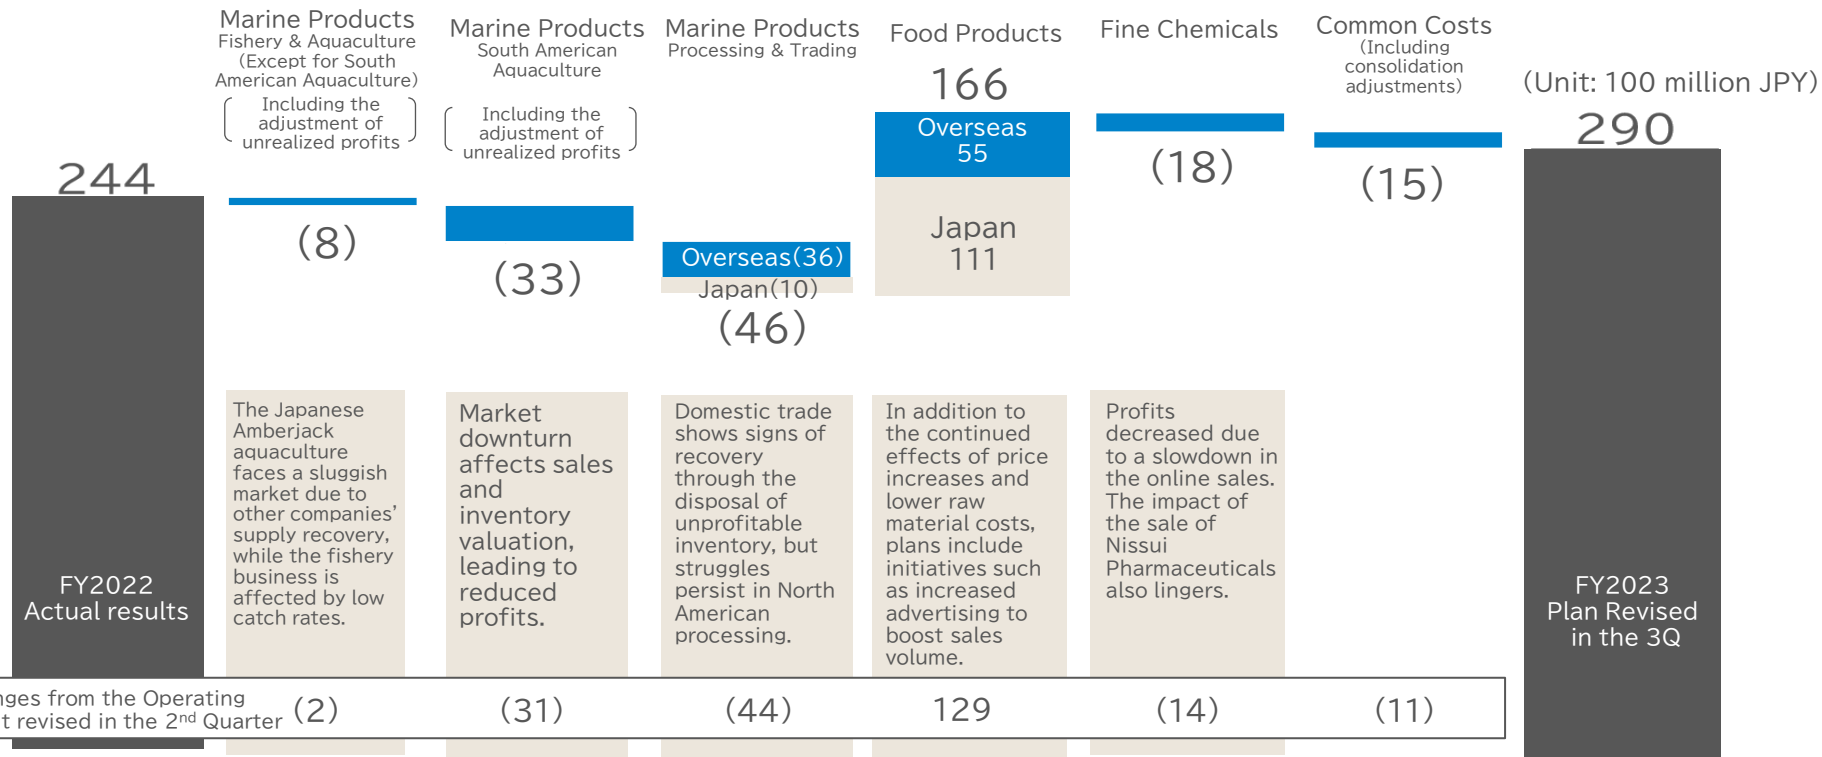 Marine Products
Fishery & Aquaculture
(Except for South
American Aquaculture)
Including the
adjustment of
unrealized profits
Marine Products
South American
Aquaculture
Including the
adjustment of
unrealized profits
Marine Products
Processing & Trading
Food Products
Fine Chemicals
Common Costs
(Including
consolidation
adjustments)
(Unit: 100 million JPY)
244
(8)
(33)
Overseas(36)
Japan(10)
(46)
166
Overseas
55
Japan
111
(18)
(15)
290
FY2022
Actual results
The Japanese
Amberjack
aquaculture
faces a sluggish
market due to
other companies’
supply recovery,
while the fishery
business is
affected by low
catch rates.
Market
downturn
affects sales
and
inventory
valuation,
leading to
reduced
profits.
Domestic trade
shows signs of
recovery
through the
disposal of
unprofitable
inventory, but
struggles
persist in North
American
processing.
In addition to
the continued
effects of price
increases and
lower raw
material costs,
plans include
initiatives such
as increased
advertising to
boost sales
volume.
Profits
decreased due
to a slowdown in
the online sales.
The impact of
the sale of
Nissui
Pharmaceuticals
also lingers.
FY2023
Plan Revised
in the 3Q
nges from the Operating
t revised in the 2nd Quarter
(2)
(31)
(44)
129
(14)
(11)